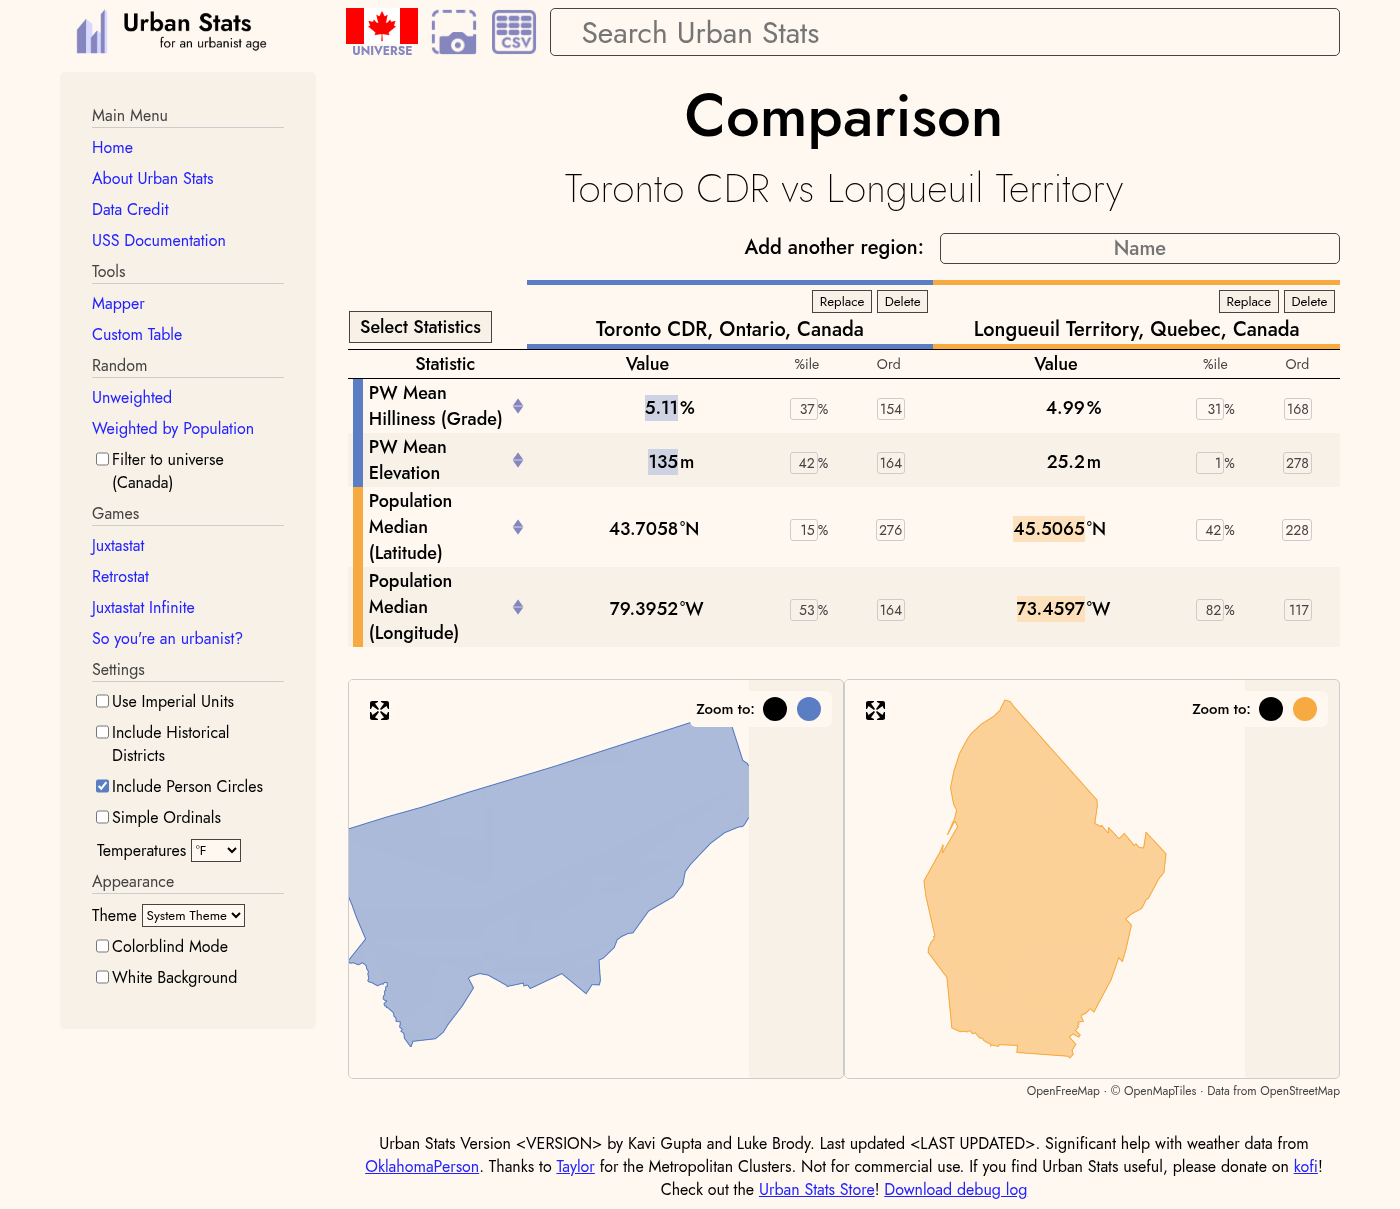 Urban Stats
for an urbanist age
UNIVERSE
CSV
Search Urban Stats
Main Menu
Home
About Urban Stats
Data Credit
USS Documentation
Tools
Mapper
Custom Table
Random
Unweighted
Weighted by Population
Filter to universe
(Canada)
Games
Juxtastat
Retrostat
Juxtastat Infinite
So you're an urbanist?
Settings
Use Imperial Units
Include Historical
Districts
Include Person Circles
Simple Ordinals
Temperatures °F
Appearance
Theme System Theme
Colorblind Mode
White Background
Comparison
Toronto CDR vs Longueuil Territory
Add another region: Name
Replace Delete Replace Delete
Select Statistics Toronto CDR, Ontario, Canada Longueuil Territory, Quebec, Canada
Statistic Value %ile Ord Value %ile Ord
PW Mean
Hilliness (Grade) 5.11% 37% 154 4.99% 31% 168
PW Mean
Elevation 135m 42% 164 25.2m 1% 278
Population
Median
(Latitude) 43.7058°N 15% 276 45.5065°N 42% 228
Population
Median
(Longitude) 79.3952°W 53% 164 73.4597°W 82% 117
Zoom to: Zoom to:
OpenFreeMap · © OpenMapTiles · Data from OpenStreetMap
Urban Stats Version <VERSION> by Kavi Gupta and Luke Brody. Last updated <LAST UPDATED>. Significant help with weather data from
OklahomaPerson. Thanks to Taylor for the Metropolitan Clusters. Not for commercial use. If you find Urban Stats useful, please donate on kofi!
Check out the Urban Stats Store! Download debug log